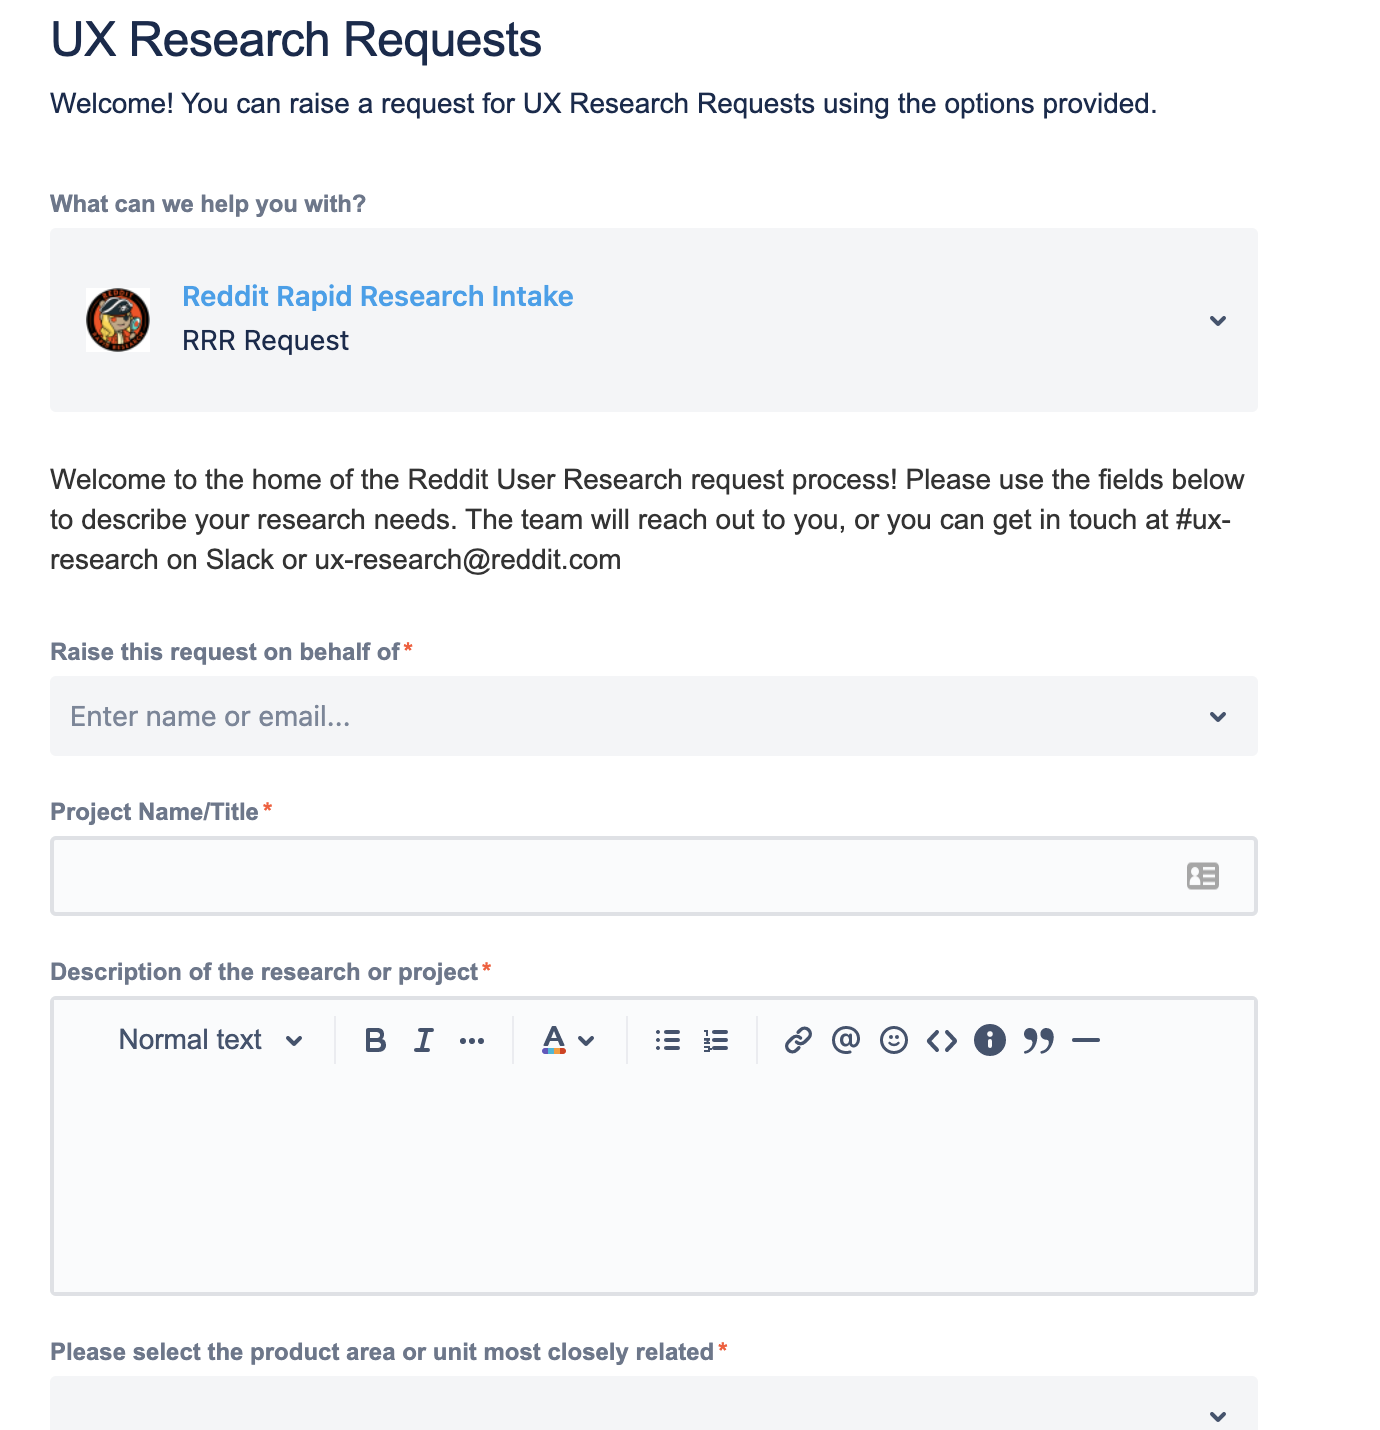 UX Research Requests
Welcome! You can raise a request for UX Research Requests using the options provided.
What can we help you with?
Reddit Rapid Research Intake
RRR Request
Welcome to the home of the Reddit User Research request process! Please use the fields below
to describe your research needs. The team will reach out to you, or you can get in touch at #ux-
research on Slack or ux-research@reddit.com
Raise this request on behalf of*
Enter name or email...
Project Name/Title*
Description of the research or project*
Normal text
Please select the product area or unit most closely related*